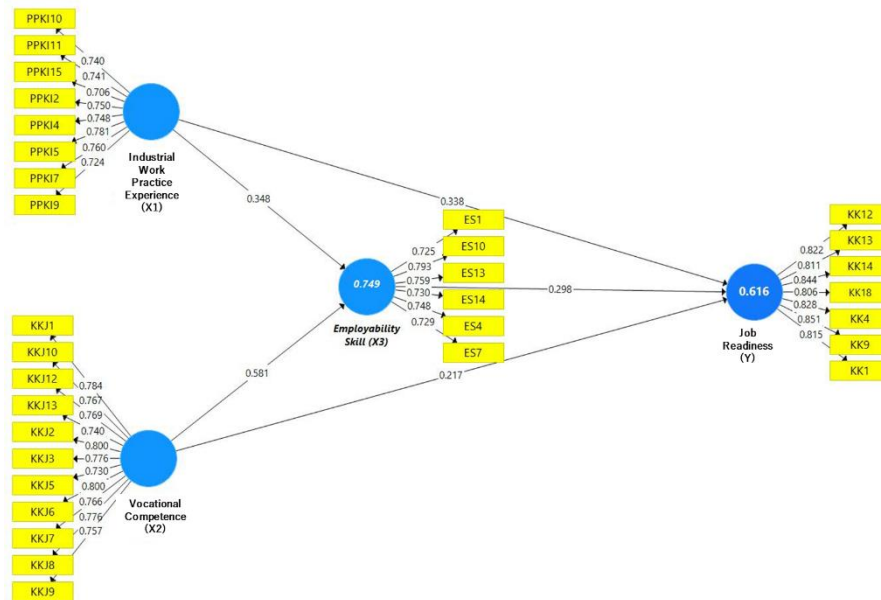 PPKI10
PPKI11
PPKI15
PPKI2
PPKI4
PPKI5
PPKI7
PPKI9
0.740
0.741
0.706
0.750
0.748
0.781
0.760
0.724
Industrial
Work
Practice
Experience
(X1)
0.348
0.338
ES1
ES10
ES13
ES14
ES4
ES7
0.725
0.793
0.759
0.730
0.748
0.729
0.749
Employability
Skill (X3)
0.298
KK12
KK13
KK14
KK18
KK4
KK9
KK1
0.822
0.811
0.844
0.806
0.828
0.851
0.815
0.616
Job
Readiness
(Y)
KKJ1
KKJ10
KKJ12
KKJ13
KKJ2
KKJ3
KKJ5
KKJ6
KKJ7
KKJ8
KKJ9
0.784
0.767
0.769
0.740
0.800
0.776
0.730
0.800
0.766
0.776
0.757
0.581
0.217
Vocational
Competence
(X2)